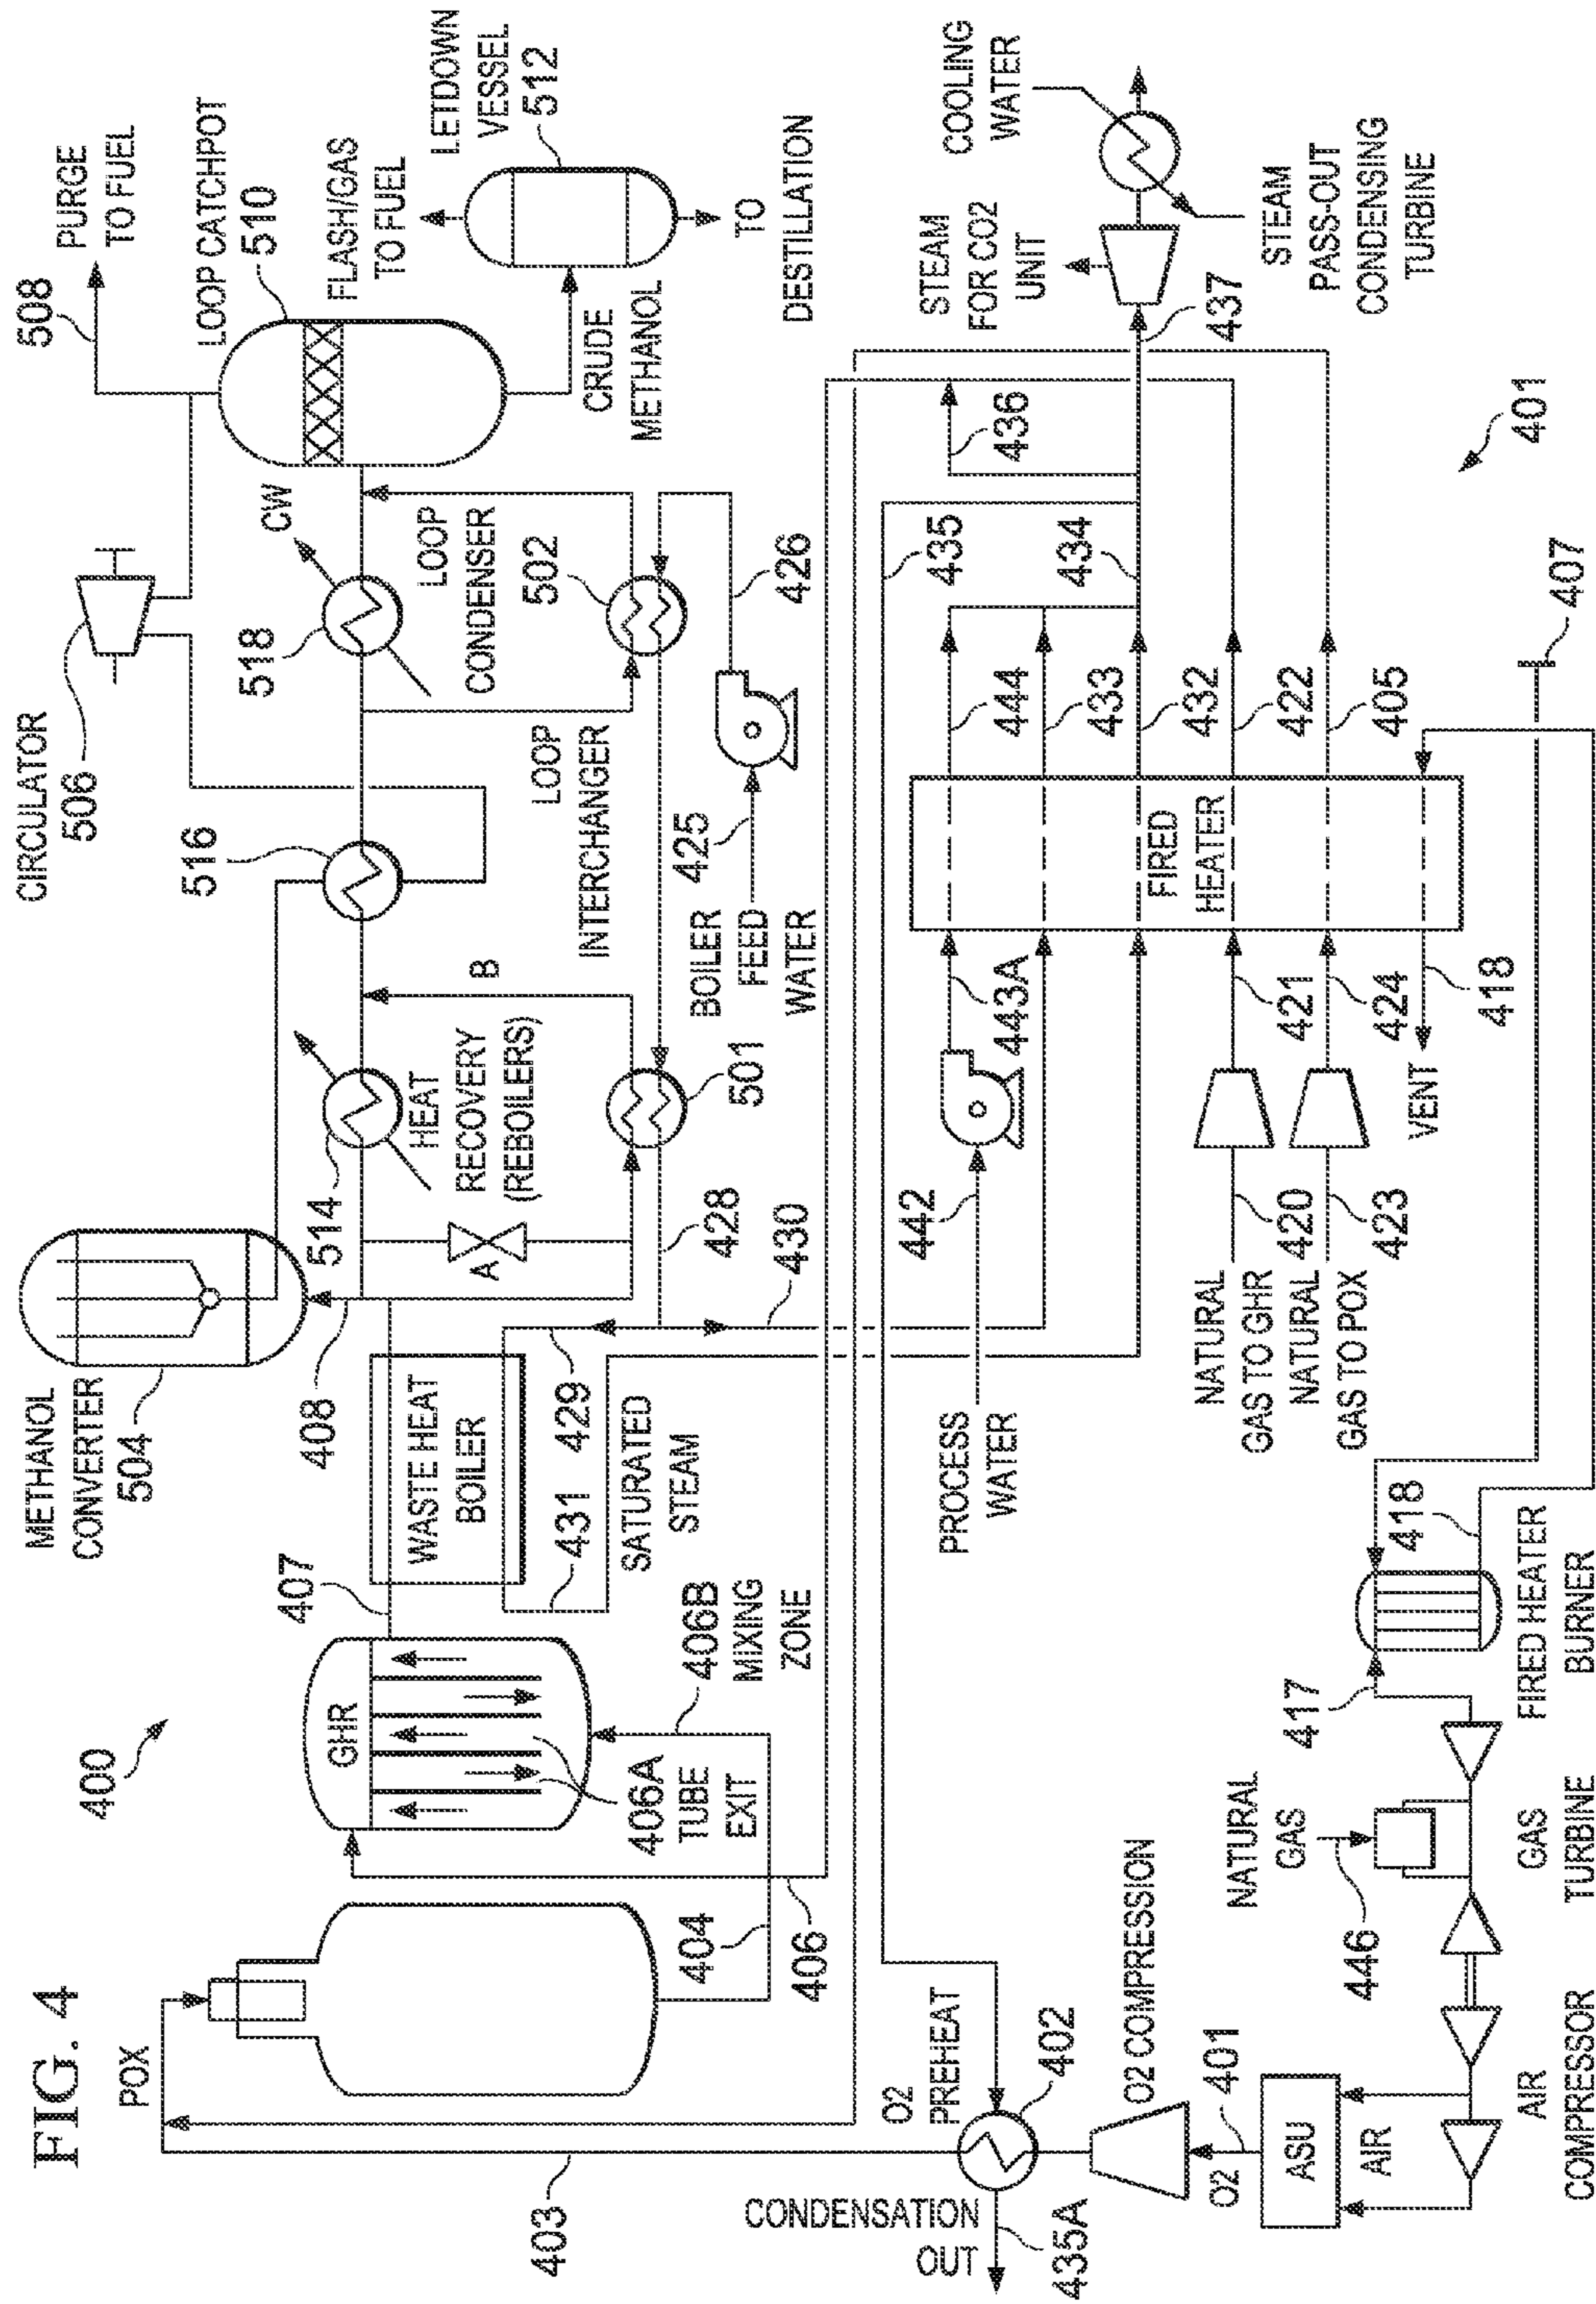 FIG. 4
400
POX
403
404
406
GHR
406A
TUBE
EXIT
406B
MIXING
ZONE
407
WASTE HEAT
BOILER
431
SATURATED
STEAM
429
408
METHANOL
CONVERTER
504
514
A
HEAT
RECOVERY
(REBOILERS)
B
501
428
430
516
CIRCULATOR
506
LOOP
INTERCHANGER
518
CW
LOOP
CONDENSER
502
426
425
BOILER
FEED
WATER
508
PURGE
TO FUEL
LOOP CATCHPOT
510
CRUDE
METHANOL
FLASH/GAS
TO FUEL
LETDOWN
VESSEL
512
TO
DESTILLATION
O2
PREHEAT
402
CONDENSATION
OUT
435A
O2 COMPRESSION
O2
401
ASU
AIR
AIR
COMPRESSOR
NATURAL
GAS
446
GAS
TURBINE
417
FIRED HEATER
BURNER
418
PROCESS
WATER
442
443A
NATURAL
GAS TO GHR
420
421
NATURAL
GAS TO POX
423
424
VENT
418
FIRED
HEATER
444
433
432
422
405
407
435
434
436
437
STEAM
FOR CO2
UNIT
COOLING
WATER
STEAM
PASS-OUT
CONDENSING
TURBINE
401